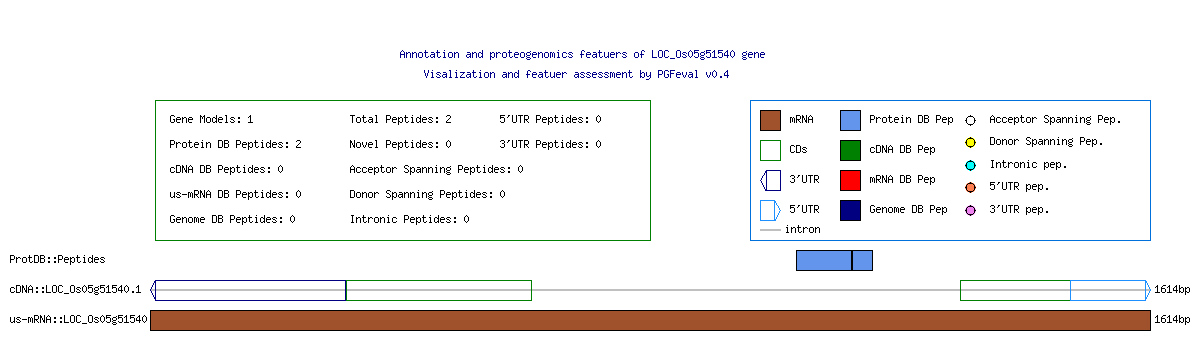 Annotation and proteogenomics featuers of LOC_Os05g51540 gene
Visalization and featuer assessment by PGFeval v0.4
Gene Models: 1 Total Peptides: 2 5'UTR Peptides: 0
Protein DB Peptides: 2 Novel Peptides: 0 3'UTR Peptides: 0
cDNA DB Peptides: 0 Acceptor Spanning Peptides: 0
us-mRNA DB Peptides: 0 Donor Spanning Peptides: 0
Genome DB Peptides: 0 Intronic Peptides: 0
mRNA Protein DB Pep Acceptor Spanning Pep.
CDs cDNA DB Pep Donor Spanning Pep.
3'UTR mRNA DB Pep Intronic pep.
5'UTR Genome DB Pep 5'UTR pep.
intron 3'UTR pep.
ProtDB::Peptides
cDNA::LOC_Os05g51540.1 1614bp
us-mRNA::LOC_Os05g51540 1614bp